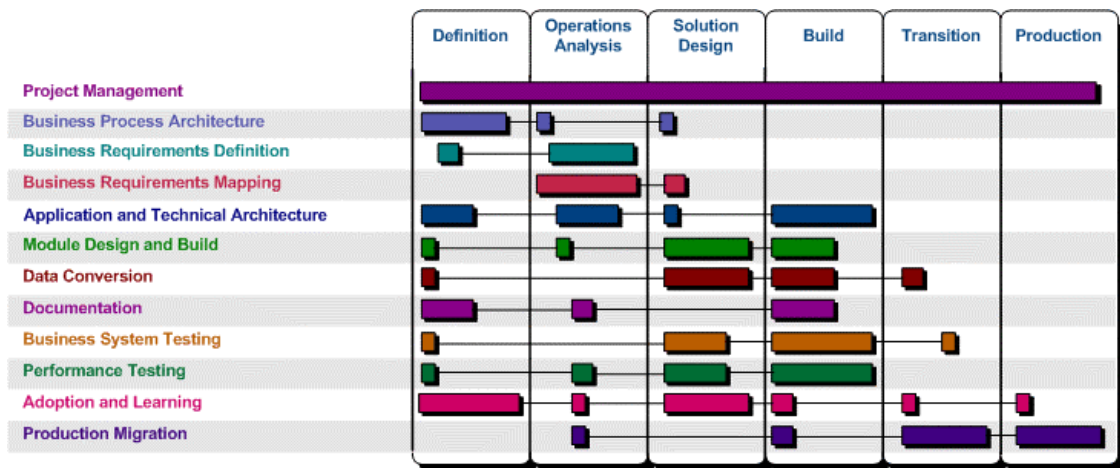 Definition
Operations
Analysis
Solution
Design
Build
Transition
Production
Project Management
Business Process Architecture
Business Requirements Definition
Business Requirements Mapping
Application and Technical Architecture
Module Design and Build
Data Conversion
Documentation
Business System Testing
Performance Testing
Adoption and Learning
Production Migration